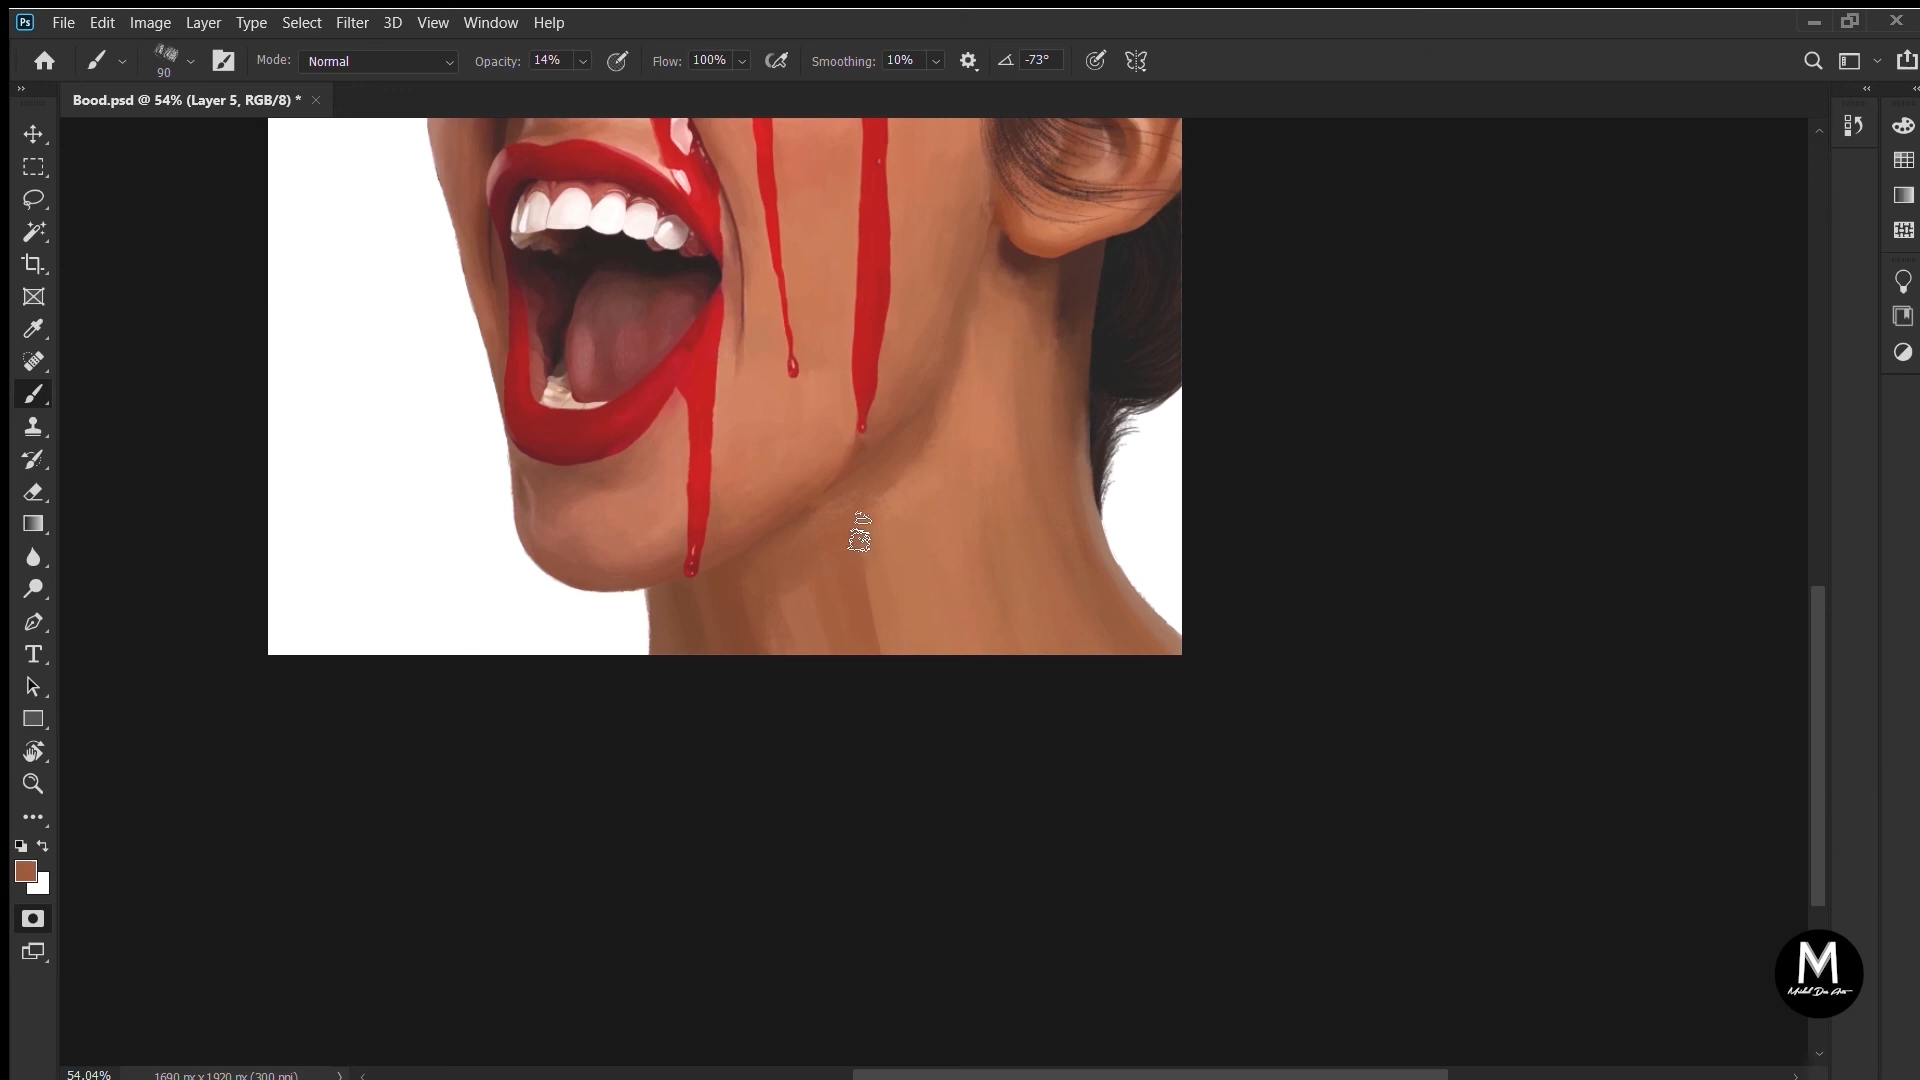 Ps File Edit Image Layer Type Select Filter 3D View Window Help
90 Mode: Normal Opacity: 14% Flow: 100% Smoothing: 10% -73°
Bood.psd @ 54% (Layer 5, RGB/8) *
M
54.04% 1690 px x 1920 px (300 ppi)